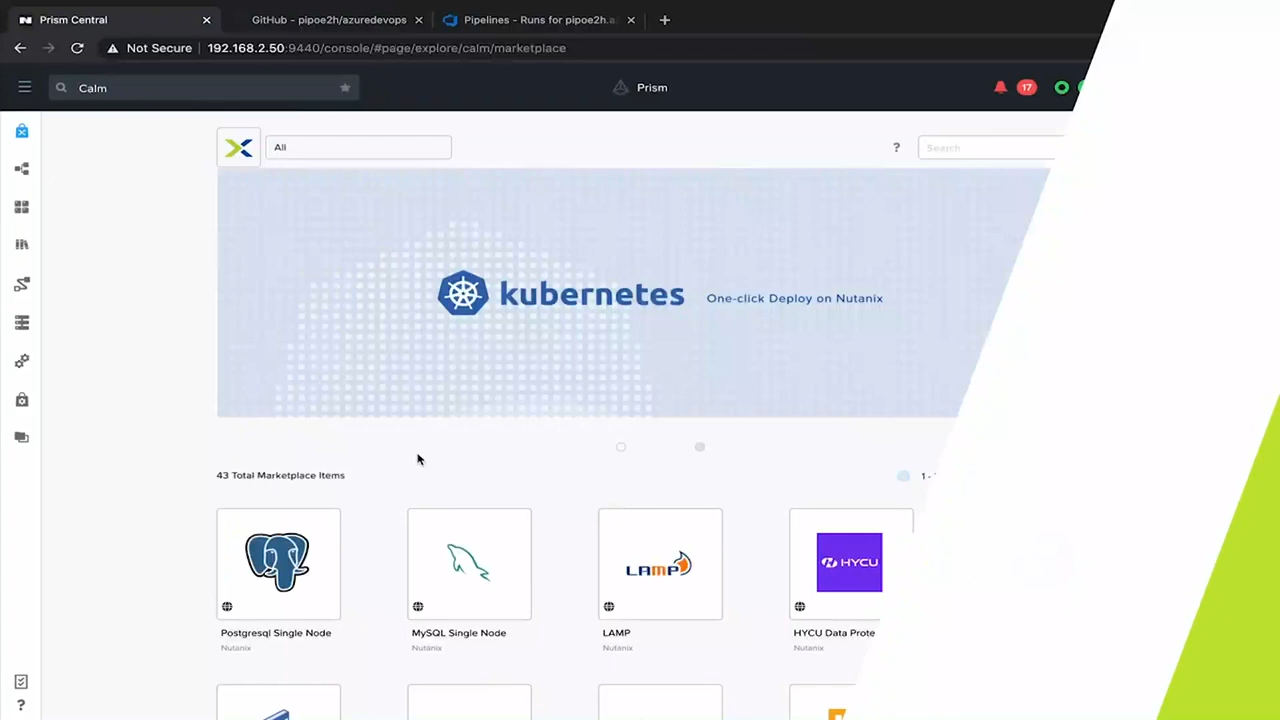 Prism Central
GitHub - pipoe2h/azuredevops
Pipelines - Runs for pipoe2h.a
Not Secure
192.168.2.50:9440/console/#page/explore/calm/marketplace
Calm
Prism
17
All
?
Search
kubernetes
One-click Deploy on Nutanix
43 Total Marketplace Items
1 -
LAMP
HYCU
Postgresql Single Node
MySQL Single Node
LAMP
HYCU Data Prote
Nutanix
Nutanix
Nutanix
Nutanix
?